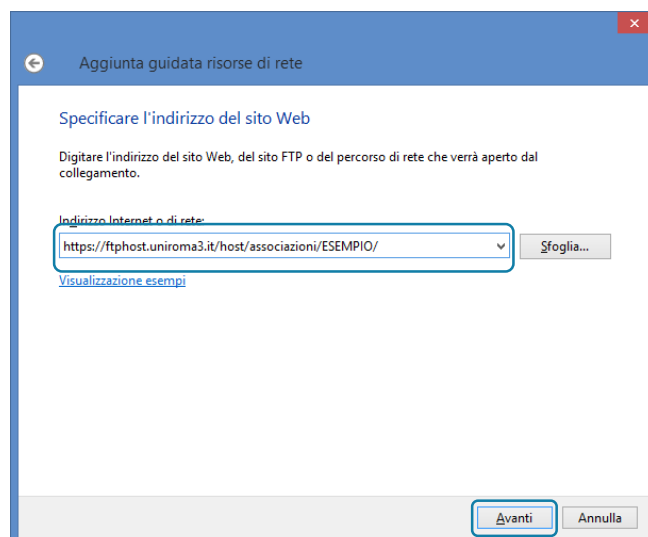 Aggiunta guidata risorse di rete
Specificare l'indirizzo del sito Web
Digitare l'indirizzo del sito Web, del sito FTP o del percorso di rete che verrà aperto dal
collegamento.
Indirizzo Internet o di rete:
https://ftphost.uniroma3.it/host/associazioni/ESEMPIO/
Sfoglia...
Visualizzazione esempi
Avanti
Annulla